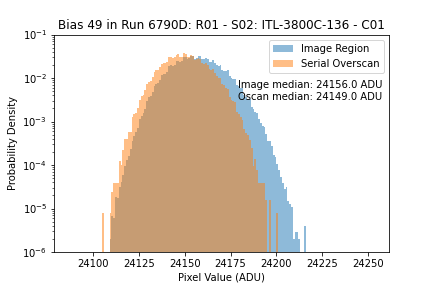 Bias 49 in Run 6790D: R01 - S02: ITL-3800C-136 - C01
Image Region
Serial Overscan
Image median: 24156.0 ADU
Oscan median: 24149.0 ADU
Probability Density
10⁻¹
10⁻²
10⁻³
10⁻⁴
10⁻⁵
10⁻⁶
24100 24125 24150 24175 24200 24225 24250
Pixel Value (ADU)